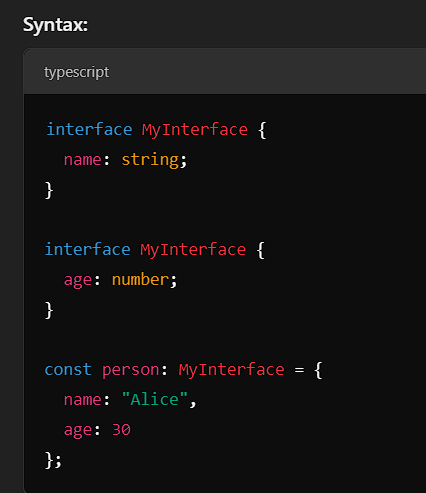 Syntax:
typescript
interface MyInterface {
  name: string;
}
interface MyInterface {
  age: number;
}
const person: MyInterface = {
  name: "Alice",
  age: 30
};